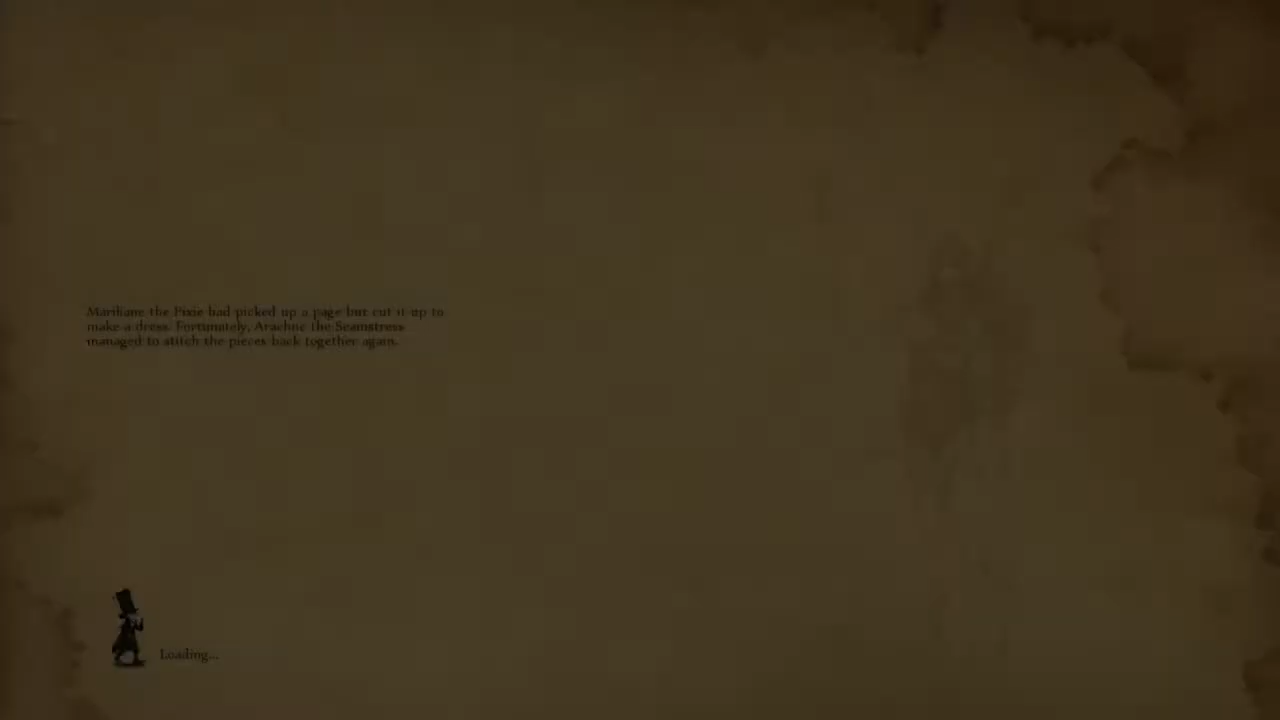 Mariliane the Pixie had picked up a page but cut it up to
make a dress. Fortunately, Arachne the Seamstress
managed to stitch the pieces back together again.
Loading...